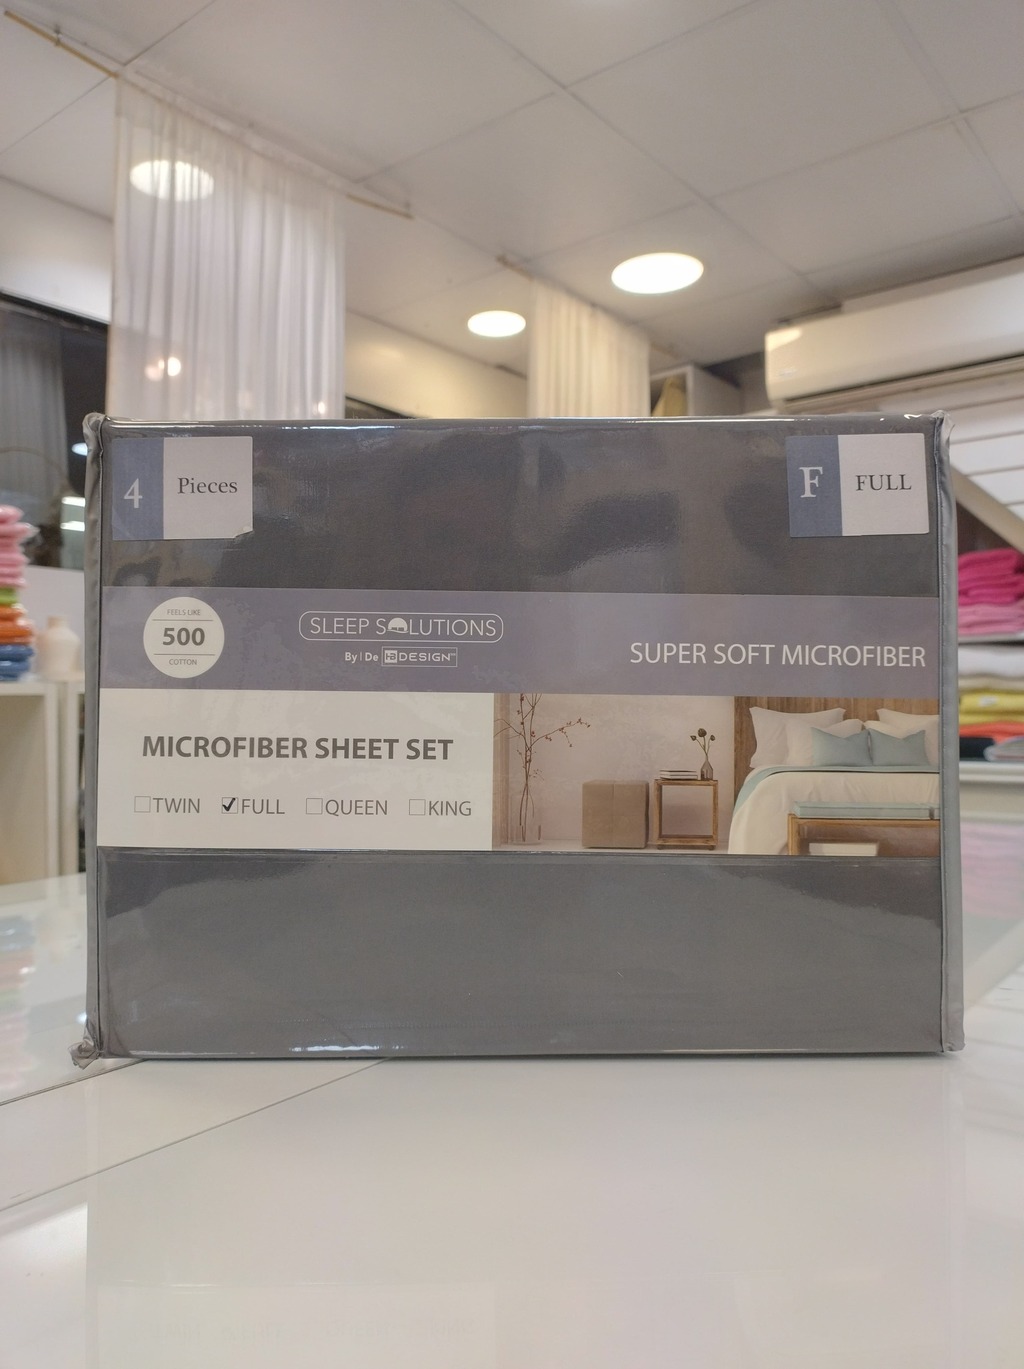 4 Pieces
F FULL
FEELS LIKE
500
COTTON
SLEEP SOLUTIONS
By | De HBDESIGN™
SUPER SOFT MICROFIBER
MICROFIBER SHEET SET
TWIN FULL QUEEN KING